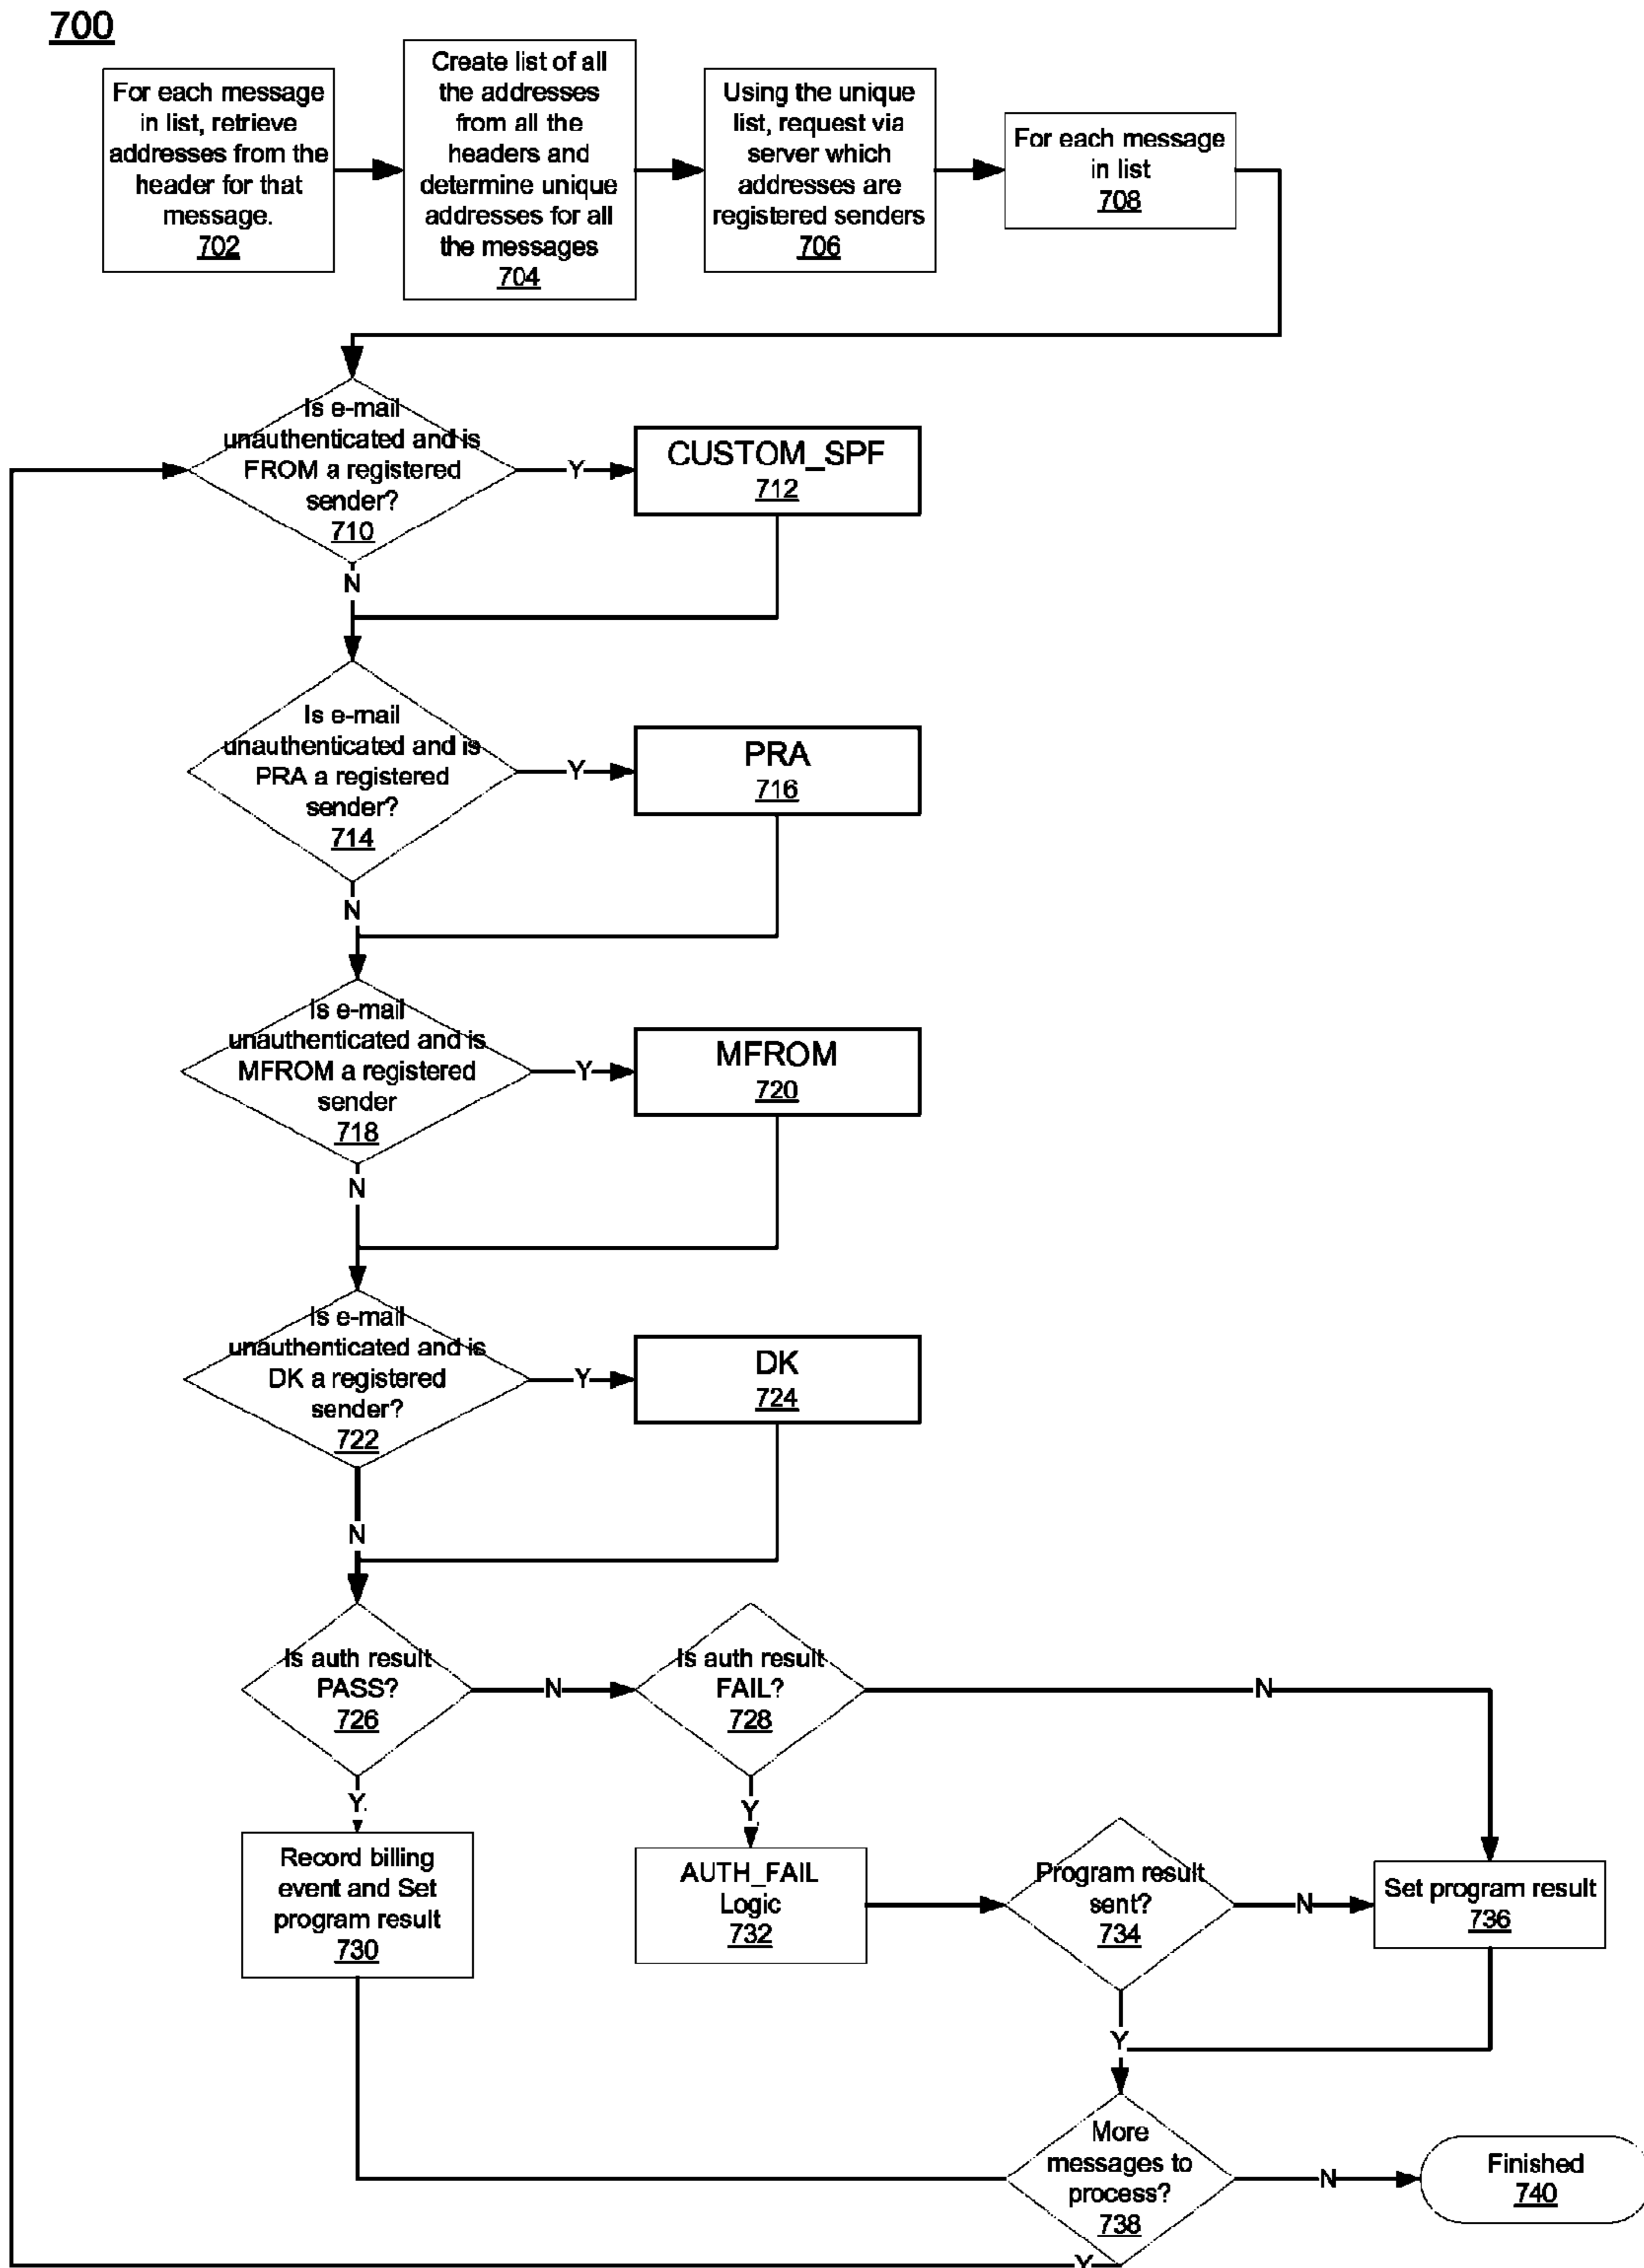 700
For each message
in list, retrieve
addresses from the
header for that
message.
702
Create list of all
the addresses
from all the
headers and
determine unique
addresses for all
the messages
704
Using the unique
list, request via
server which
addresses are
registered senders
706
For each message
in list
708
Is e-mail
unauthenticated and is
FROM a registered
sender?
710
Y
CUSTOM_SPF
712
N
Is e-mail
unauthenticated and is
PRA a registered
sender?
714
Y
PRA
716
N
Is e-mail
unauthenticated and is
MFROM a registered
sender
718
Y
MFROM
720
N
Is e-mail
unauthenticated and is
DK a registered
sender?
722
Y
DK
724
N
Is auth result
PASS?
726
N
Is auth result
FAIL?
728
N
Y
Record billing
event and Set
program result
730
Y
AUTH_FAIL
Logic
732
Program result
sent?
734
N
Set program result
736
Y
More
messages to
process?
738
N
Finished
740
Y